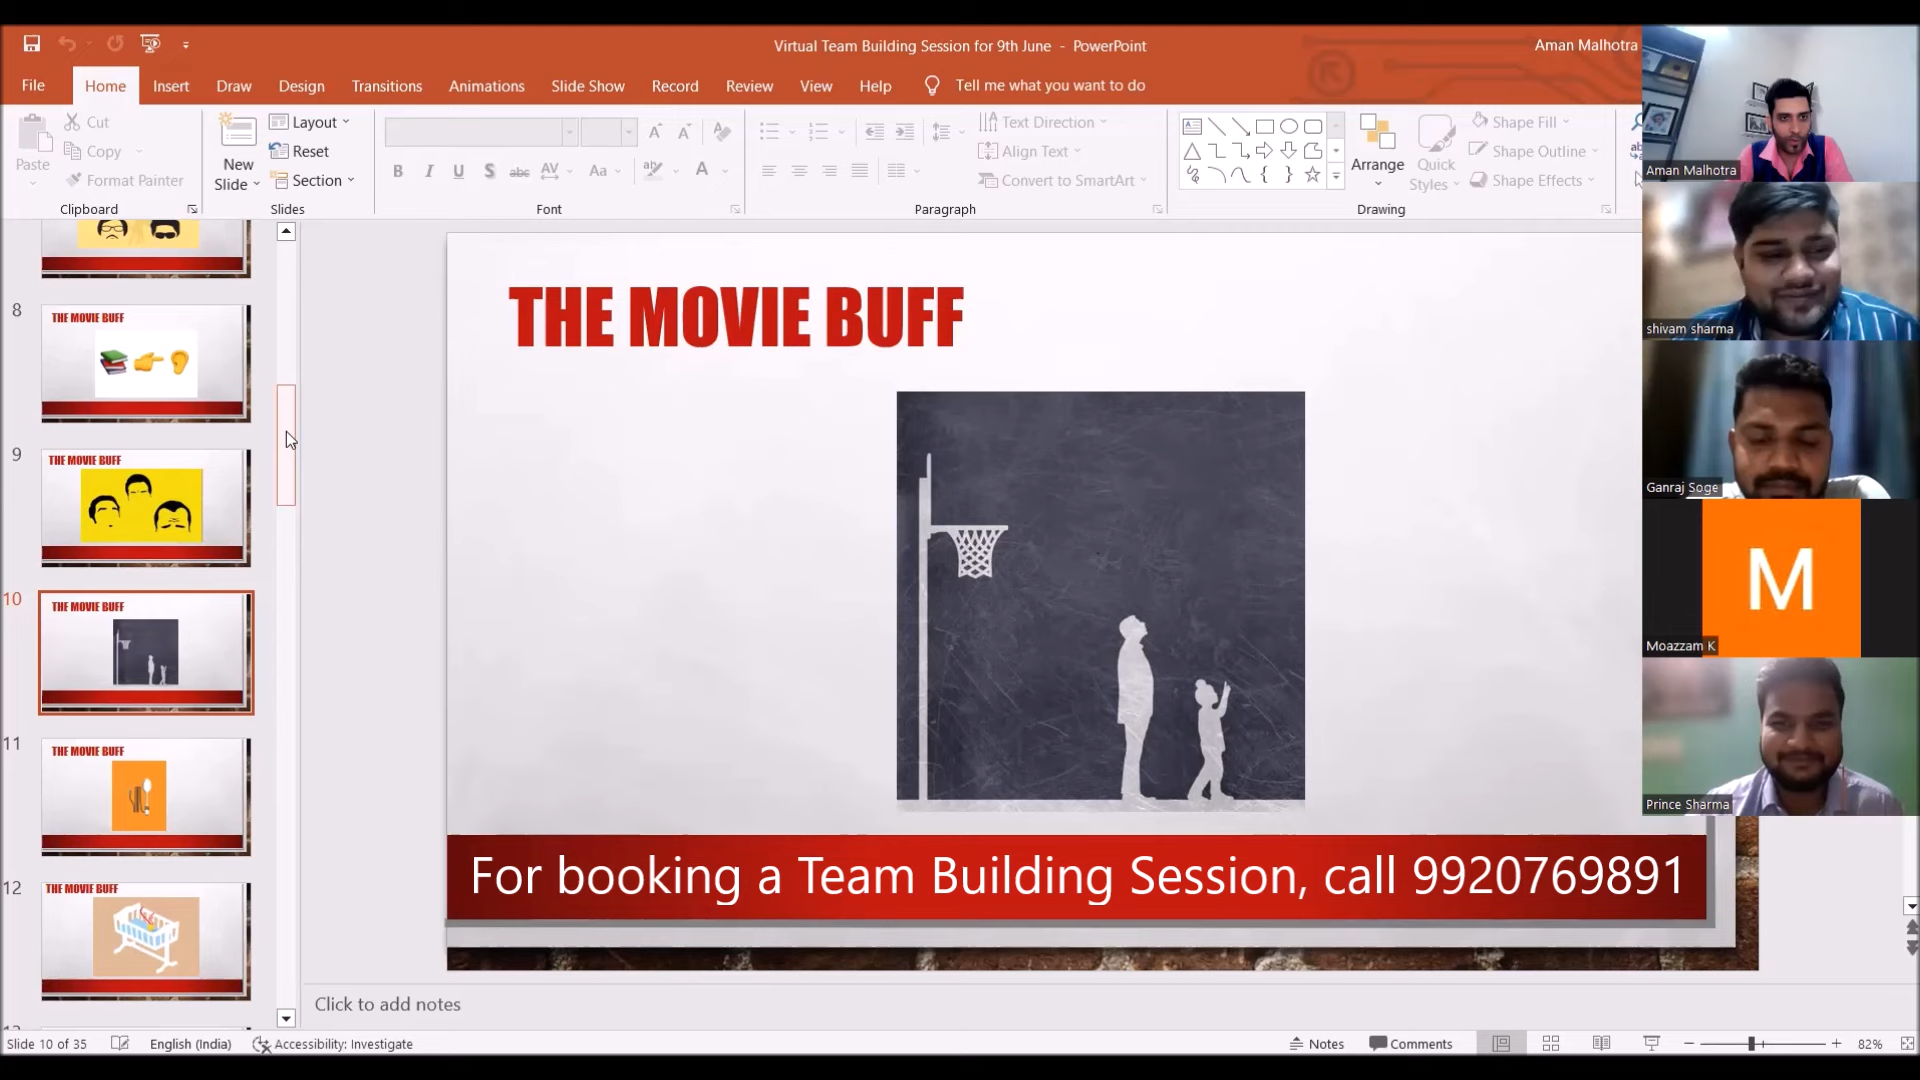 Virtual Team Building Session for 9th June - PowerPoint
Aman Malhotra
File Home Insert Draw Design Transitions Animations Slide Show Record Review View Help Tell me what you want to do
Paste
Cut
Copy
Format Painter
Clipboard
New
Slide
Layout
Reset
Section
Slides
B I U S abc AV Aa A
Font
Text Direction
Align Text
Convert to SmartArt
Paragraph
Arrange
Quick
Styles
Shape Fill
Shape Outline
Shape Effects
Drawing
8
THE MOVIE BUFF
9
THE MOVIE BUFF
10
THE MOVIE BUFF
11
THE MOVIE BUFF
12
THE MOVIE BUFF
THE MOVIE BUFF
For booking a Team Building Session, call 9920769891
Click to add notes
Aman Malhotra
shivam sharma
Ganraj Soge
M
Moazzam K
Prince Sharma
Slide 10 of 35 English (India) Accessibility: Investigate Notes Comments 82%